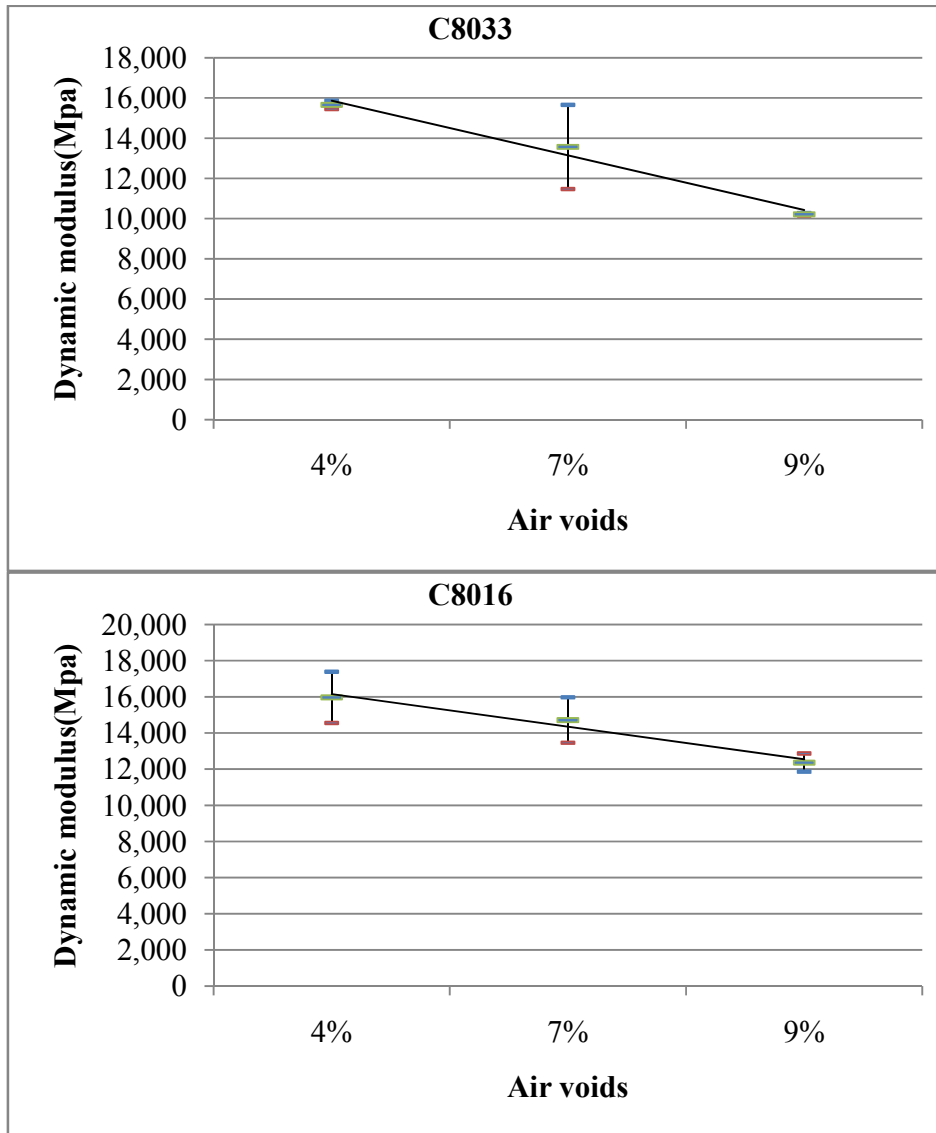 C8033
18,000
16,000
14,000
12,000
10,000
8,000
6,000
4,000
2,000
0
Dynamic modulus(Mpa)
4% 7% 9%
Air voids
C8016
20,000
18,000
16,000
14,000
12,000
10,000
8,000
6,000
4,000
2,000
0
Dynamic modulus(Mpa)
4% 7% 9%
Air voids